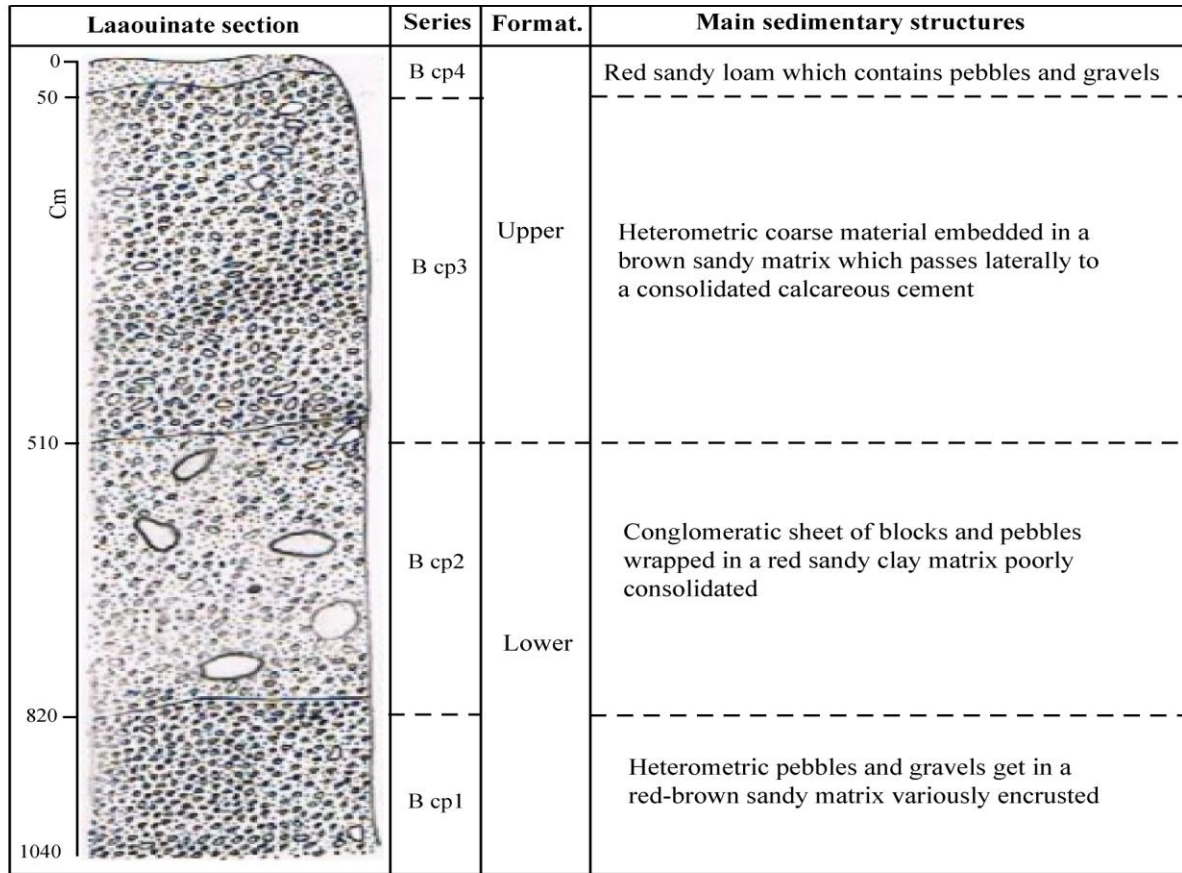 Laaouinate section
Series
Format.
Main sedimentary structures
0
50
Cm
510
820
1040
B cp4
B cp3
B cp2
B cp1
Upper
Lower
Red sandy loam which contains pebbles and gravels
Heterometric coarse material embedded in a
brown sandy matrix which passes laterally to
a consolidated calcareous cement
Conglomeratic sheet of blocks and pebbles
wrapped in a red sandy clay matrix poorly
consolidated
Heterometric pebbles and gravels get in a
red-brown sandy matrix variously encrusted